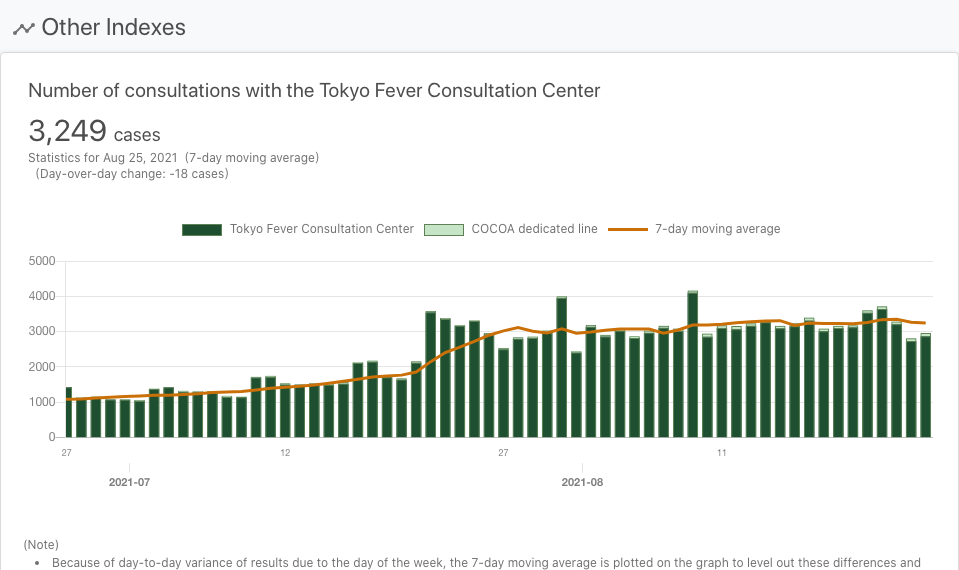 Other Indexes
Number of consultations with the Tokyo Fever Consultation Center
3,249 cases
Statistics for Aug 25, 2021 (7-day moving average)
(Day-over-day change: -18 cases)
Tokyo Fever Consultation Center COCOA dedicated line 7-day moving average
5000
4000
3000
2000
1000
0
27 12 27 11
2021-07 2021-08
(Note)
• Because of day-to-day variance of results due to the day of the week, the 7-day moving average is plotted on the graph to level out these differences and